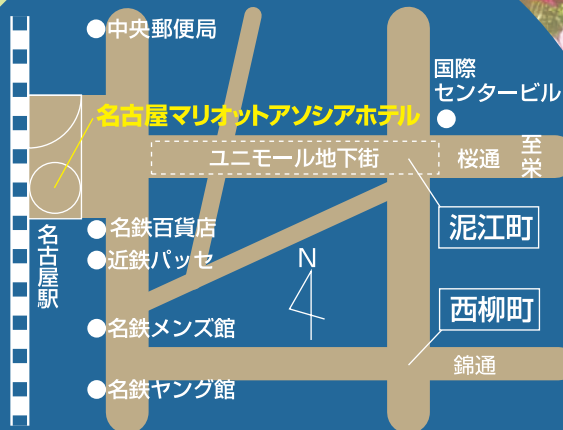 中央郵便局
国際
センタービル
名古屋マリオットアソシアホテル
ユニモール地下街
桜通
至栄
泥江町
名鉄百貨店
近鉄パッセ
名古屋駅
N
西柳町
名鉄メンズ館
錦通
名鉄ヤング館